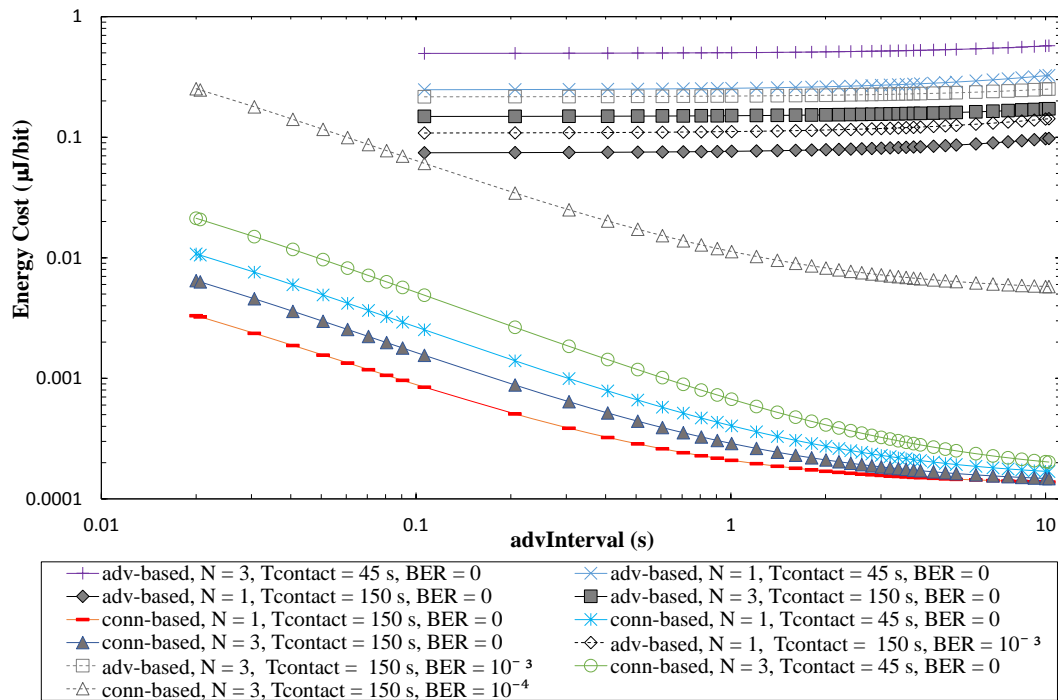 1
0.1
0.01
0.001
0.0001
Energy Cost (µJ/bit)
0.01
0.1
1
10
advInterval (s)
adv-based, N = 3, Tcontact = 45 s, BER = 0
adv-based, N = 1, Tcontact = 45 s, BER = 0
adv-based, N = 1, Tcontact = 150 s, BER = 0
adv-based, N = 3, Tcontact = 150 s, BER = 0
conn-based, N = 1, Tcontact = 150 s, BER = 0
conn-based, N = 1, Tcontact = 45 s, BER = 0
conn-based, N = 3, Tcontact = 150 s, BER = 0
adv-based, N = 1, Tcontact = 150 s, BER = 10⁻³
adv-based, N = 3, Tcontact = 150 s, BER = 10⁻³
conn-based, N = 3, Tcontact = 45 s, BER = 0
conn-based, N = 3, Tcontact = 150 s, BER = 10⁻⁴